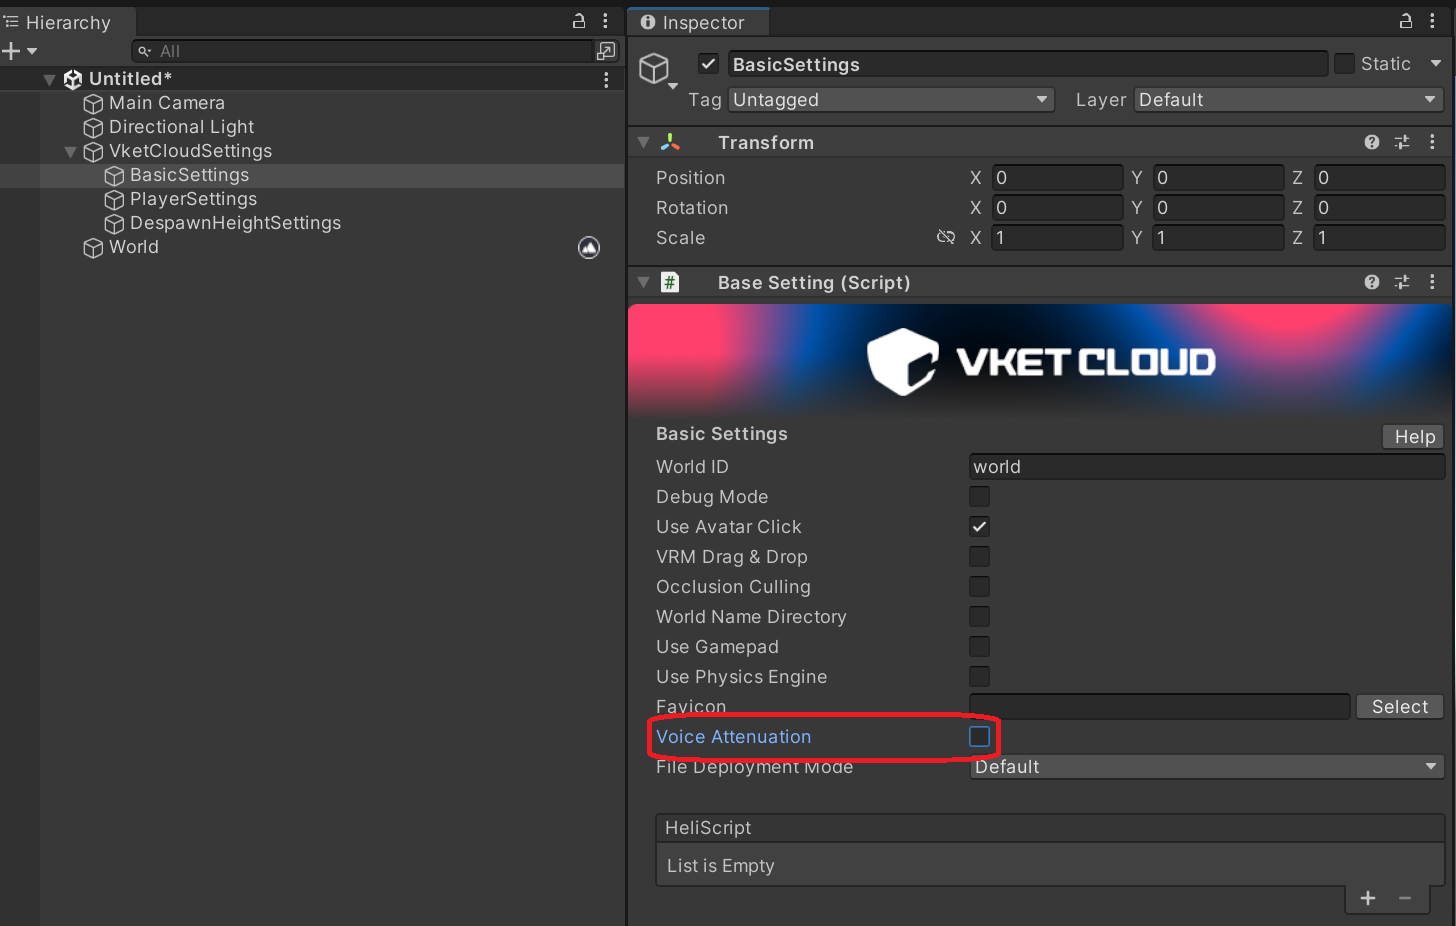 Hierarchy
All
Untitled*
Main Camera
Directional Light
VketCloudSettings
BasicSettings
PlayerSettings
DespawnHeightSettings
World
Inspector
BasicSettings
Static
Tag Untagged Layer Default
Transform
Position X 0 Y 0 Z 0
Rotation X 0 Y 0 Z 0
Scale X 1 Y 1 Z 1
# Base Setting (Script)
VKET CLOUD
Basic Settings
Help
World ID world
Debug Mode
Use Avatar Click
VRM Drag & Drop
Occlusion Culling
World Name Directory
Use Gamepad
Use Physics Engine
Favicon Select
Voice Attenuation
File Deployment Mode Default
HeliScript
List is Empty